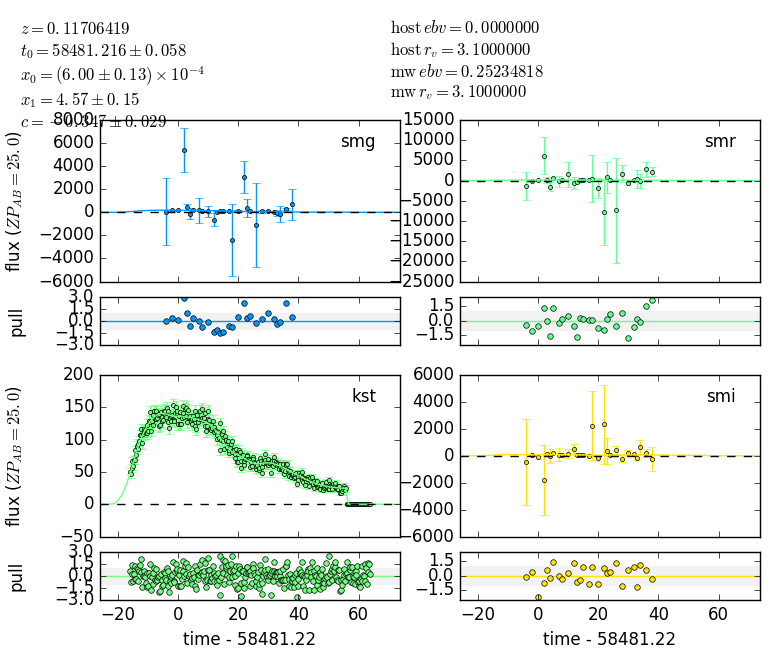 z = 0.11706419
t0 = 58481.216 ± 0.058
x0 = (6.00 ± 0.13) × 10^-4
x1 = 4.57 ± 0.15
c = −0.347 ± 0.029
host ebv = 0.0000000
host r_v = 3.1000000
mw ebv = 0.25234818
mw r_v = 3.1000000
smg
8000
6000
4000
2000
0
−2000
−4000
−6000
flux (ZP_AB = 25.0)
smr
15000
10000
5000
0
−5000
−10000
−15000
−20000
−25000
3.0
1.5
0.0
−1.5
−3.0
pull
1.5
0.0
−1.5
kst
200
150
100
50
0
−50
flux (ZP_AB = 25.0)
smi
6000
4000
2000
0
−2000
−4000
−6000
3.0
1.5
0.0
−1.5
−3.0
pull
1.5
0.0
−1.5
−20 0 20 40 60
time - 58481.22
−20 0 20 40 60
time - 58481.22